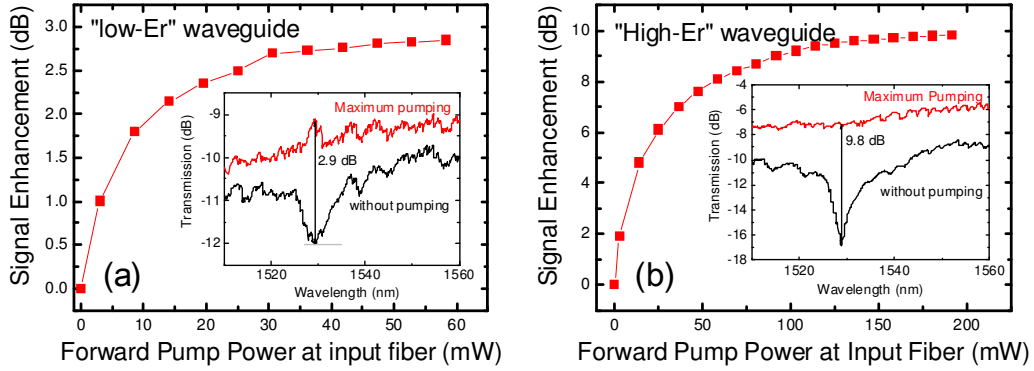 "low-Er" waveguide
Signal Enhancement (dB)
3.0
2.5
2.0
1.5
1.0
0.5
0.0
0 10 20 30 40 50 60
Forward Pump Power at input fiber (mW)
(a)
Maximum pumping
2.9 dB
without pumping
Transmission (dB)
-9
-10
-11
-12
1520 1540 1560
Wavelength (nm)
"High-Er" waveguide
Signal Enhancement (dB)
10
8
6
4
2
0
0 50 100 150 200
Forward Pump Power at Input Fiber (mW)
(b)
Maximum Pumping
9.8 dB
without pumping
Transmission (dB)
-4
-6
-8
-10
-12
-14
-16
-18
1520 1540 1560
Wavelength (nm)